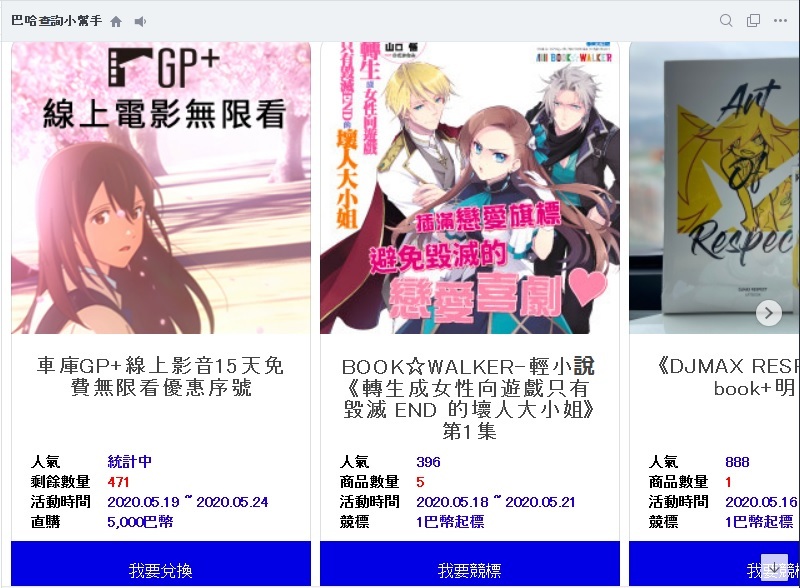 巴哈查詢小幫手
GP+
線上電影無限看
車庫GP+線上影音15天免
費無限看優惠序號
人氣 統計中
剩餘數量 471
活動時間 2020.05.19 ~ 2020.05.24
直購 5,000巴幣
我要兌換
山口悟
轉生成女性向遊戲
只有毀滅END的
壞人大小姐
BOOK☆WALKER
插滿戀愛旗標
避免毀滅的
戀愛喜劇
BOOK☆WALKER-輕小說
《轉生成女性向遊戲只有
毀滅 END 的壞人大小姐》
第1集
人氣 396
商品數量 5
活動時間 2020.05.18 ~ 2020.05.21
競標 1巴幣起標
我要競標
Art
Of
Respec
《DJMAX RESP
book+明
人氣 888
商品數量 1
活動時間 2020.05.16
競標 1巴幣起標
我要競標